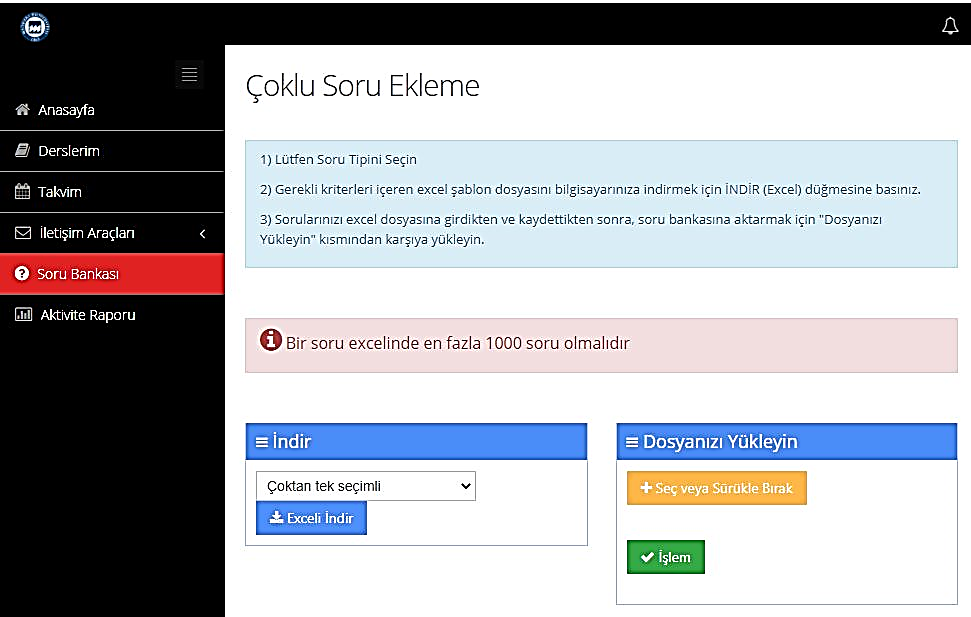 Çoklu Soru Ekleme
Anasayfa
Derslerim
Takvim
İletişim Araçları
Soru Bankası
Aktivite Raporu
1) Lütfen Soru Tipini Seçin
2) Gerekli kriterleri içeren excel şablon dosyasını bilgisayarınıza indirmek için İNDİR (Excel) düğmesine basınız.
3) Sorularınızı excel dosyasına girdikten ve kaydettikten sonra, soru bankasına aktarmak için "Dosyanızı
Yükleyin" kısmından karşıya yükleyin.
Bir soru excelinde en fazla 1000 soru olmalıdır
İndir
Çoktan tek seçimli
Exceli İndir
Dosyanızı Yükleyin
Seç veya Sürükle Bırak
İşlem